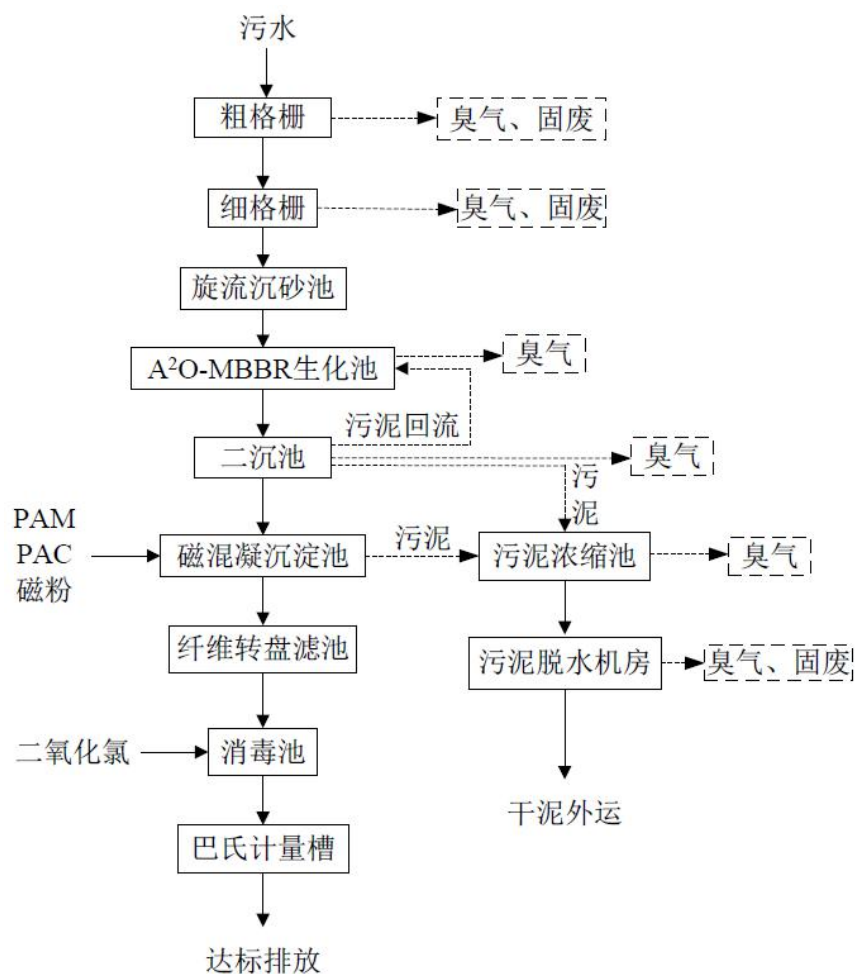 污水
粗格栅
臭气、固废
细格栅
臭气、固废
旋流沉砂池
A²O-MBBR生化池
臭气
污泥回流
二沉池
臭气
污
泥
PAM
PAC
磁粉
磁混凝沉淀池
污泥
污泥浓缩池
臭气
纤维转盘滤池
污泥脱水机房
臭气、固废
二氧化氯
消毒池
干泥外运
巴氏计量槽
达标排放